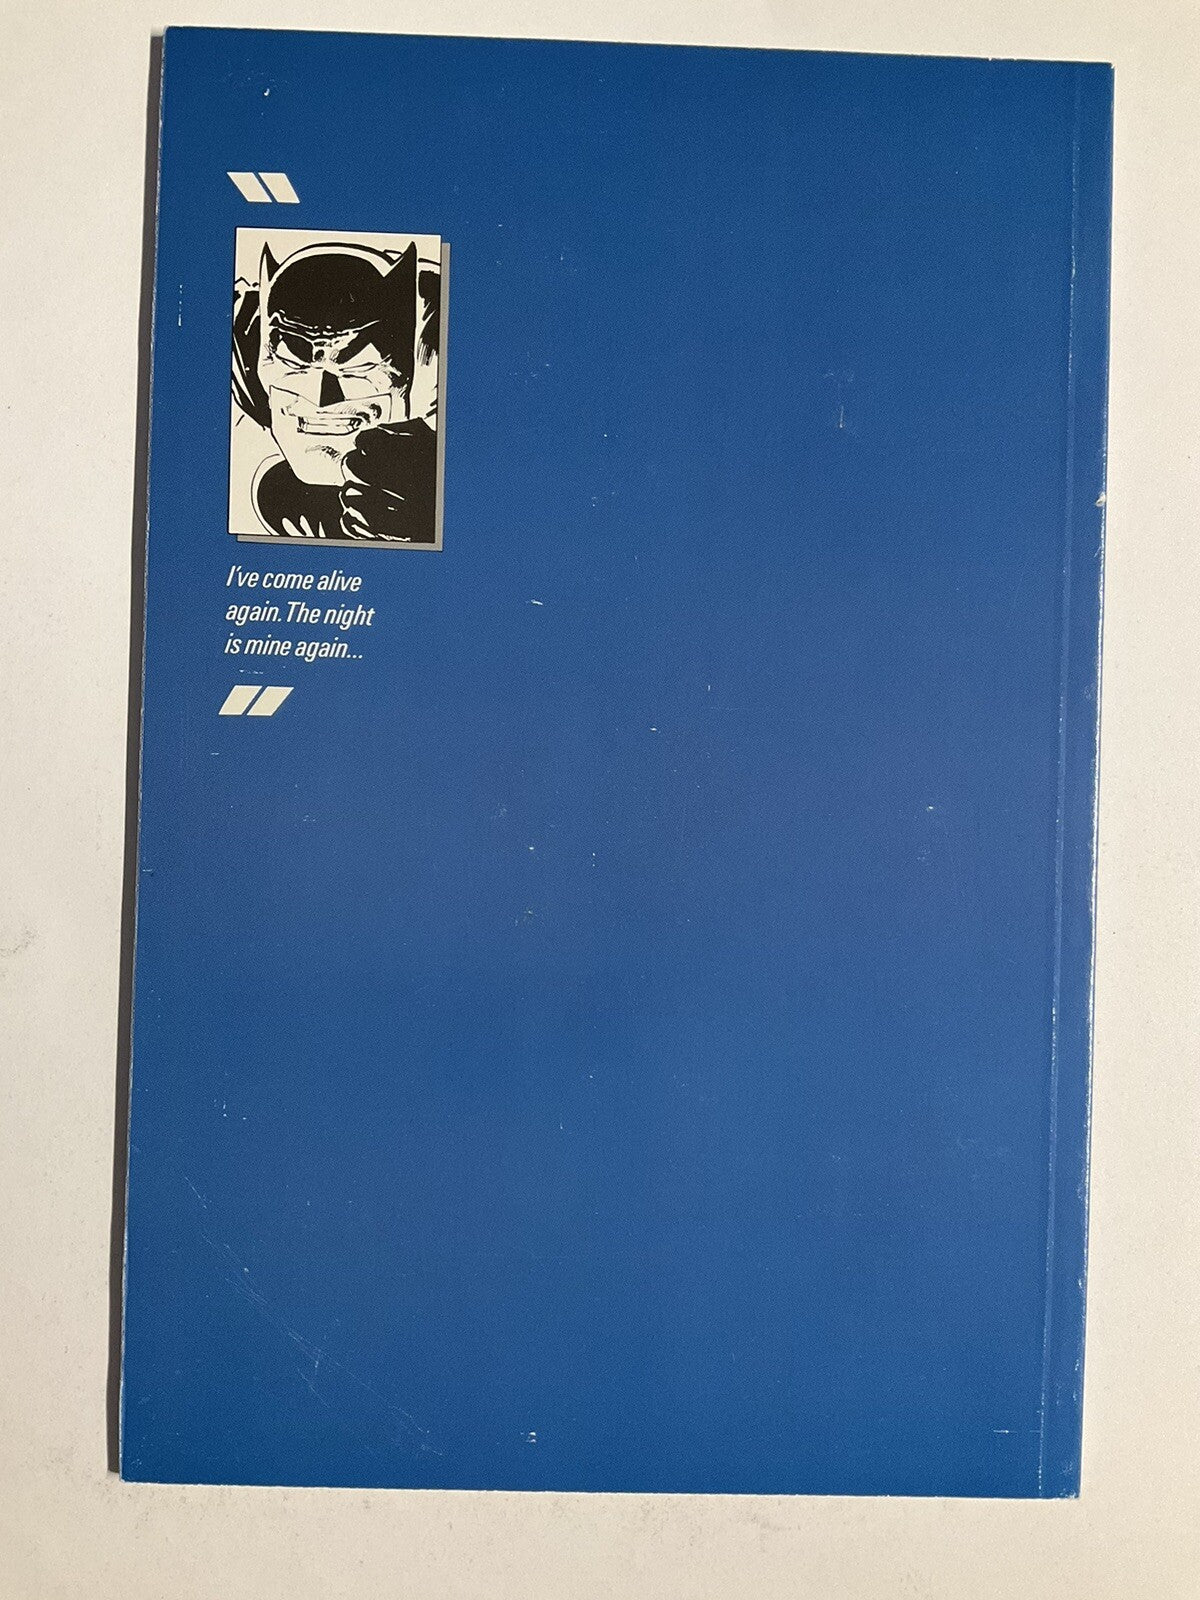 “
I've come alive
again. The night
is mine again...
”